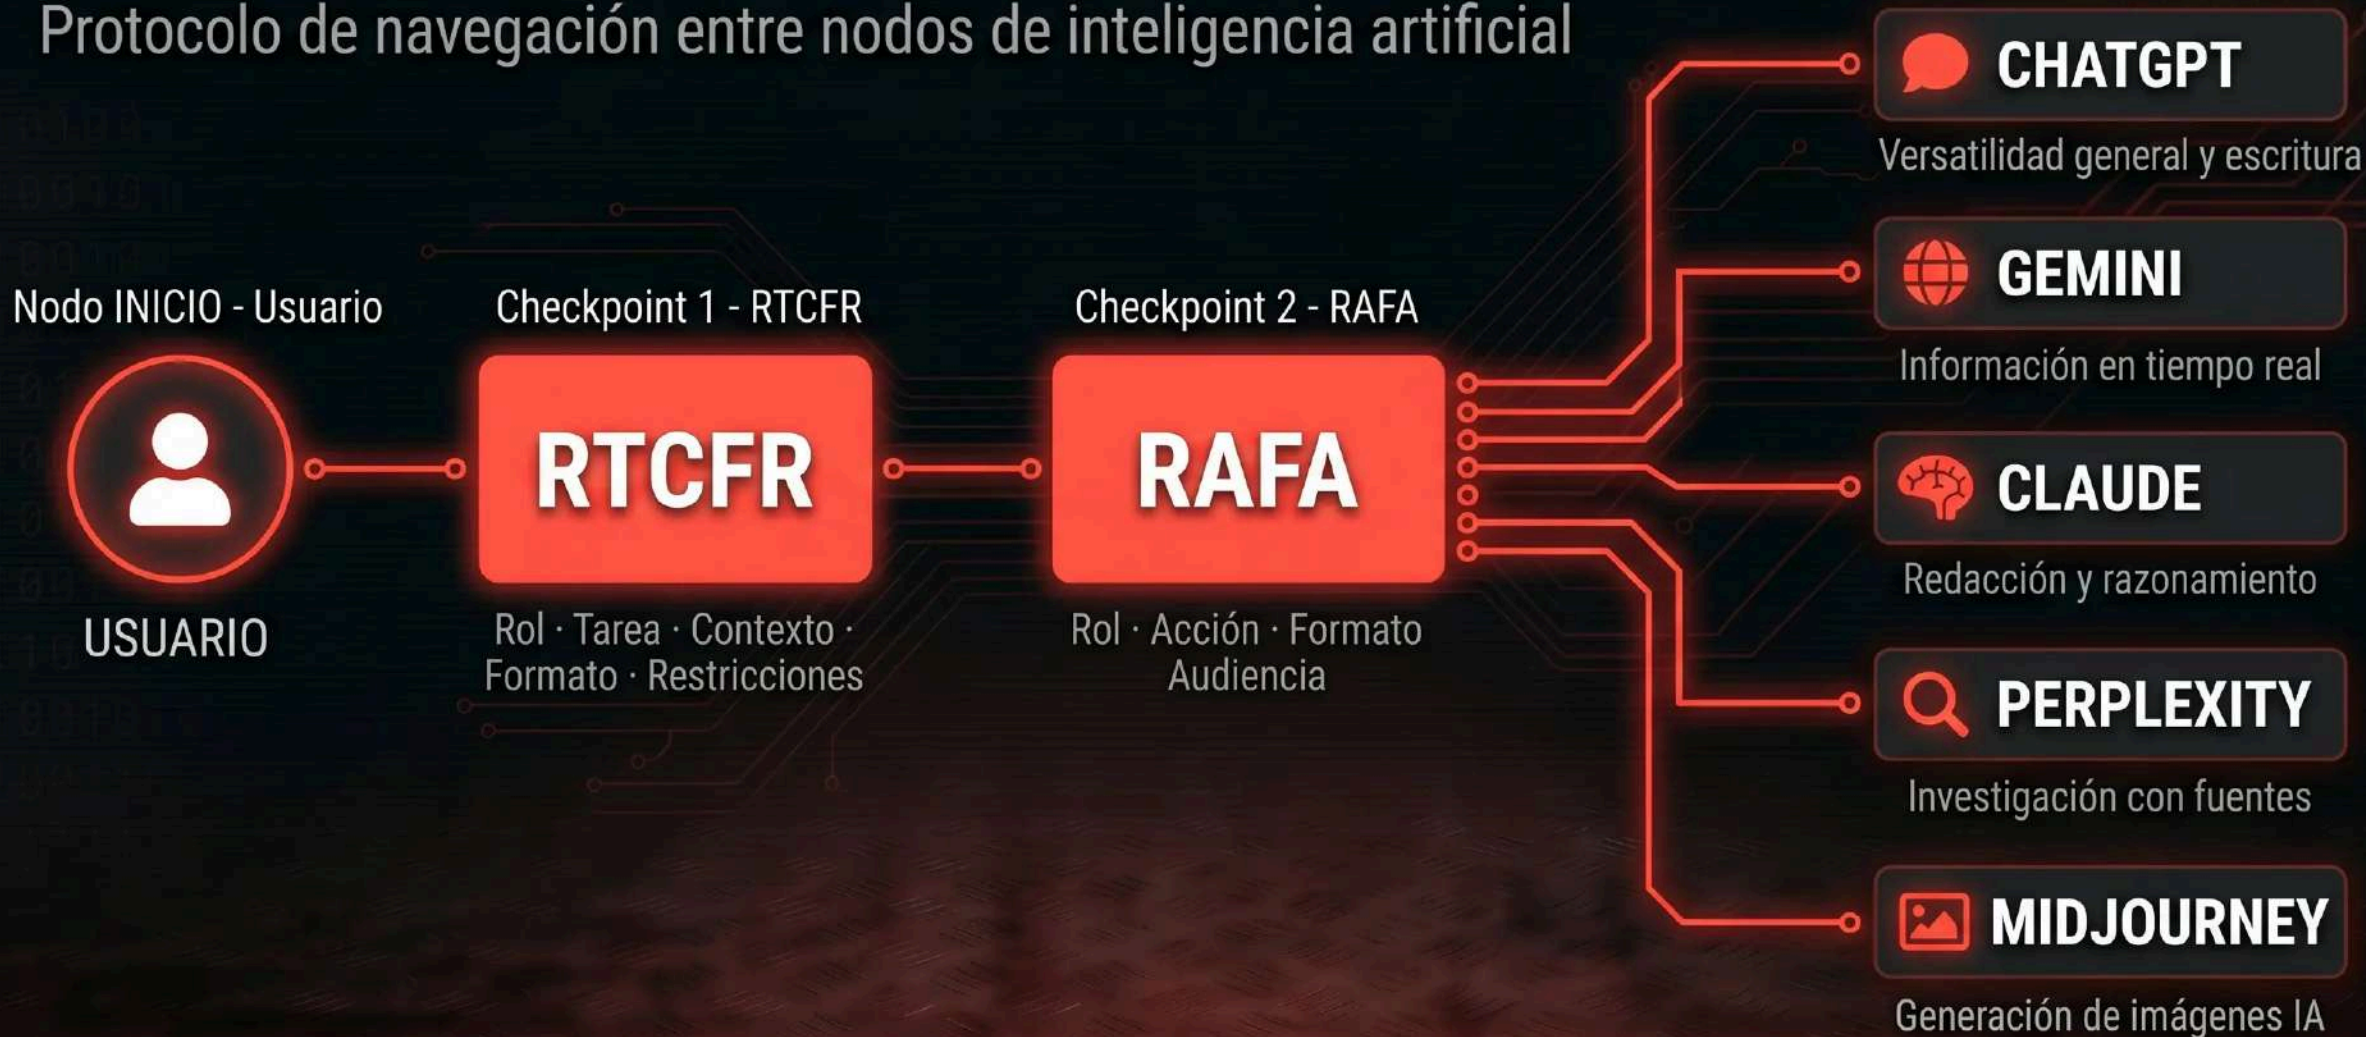 Protocolo de navegación entre nodos de inteligencia artificial
Nodo INICIO - Usuario
USUARIO
Checkpoint 1 - RTCFR
RTCFR
Rol · Tarea · Contexto ·
Formato · Restricciones
Checkpoint 2 - RAFA
RAFA
Rol · Acción · Formato
Audiencia
CHATGPT
Versatilidad general y escritura
GEMINI
Información en tiempo real
CLAUDE
Redacción y razonamiento
PERPLEXITY
Investigación con fuentes
MIDJOURNEY
Generación de imágenes IA